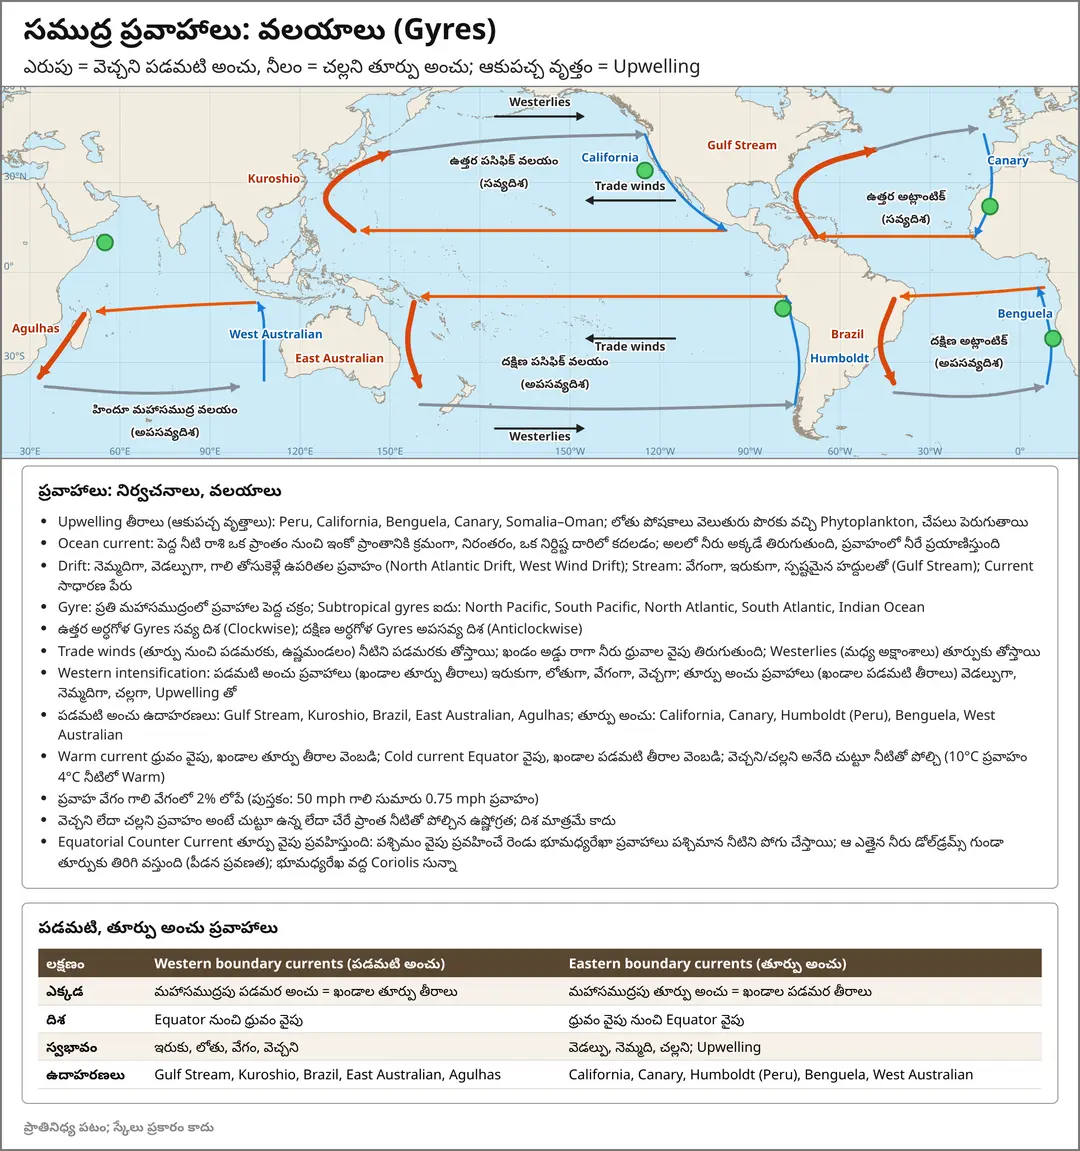 సముద్ర ప్రవాహాలు: వలయాలు (Gyres)
ఎరుపు = వెచ్చని పడమటి అంచు, నీలం = చల్లని తూర్పు అంచు; ఆకుపచ్చ వృత్తం = Upwelling
Westerlies
Gulf Stream
ఉత్తర పసిఫిక్ వలయం
California
Canary
Kuroshio
(సవ్యదిశ)
Trade winds
30°N
ఉత్తర అట్లాంటిక్
(సవ్యదిశ)
0°
Agulhas
West Australian
Benguela
Brazil
Trade winds
దక్షిణ అట్లాంటిక్
30°S
East Australian
దక్షిణ పసిఫిక్ వలయం
Humboldt
(అపసవ్యదిశ)
(అపసవ్యదిశ)
హిందూ మహాసముద్ర వలయం
(అపసవ్యదిశ)
Westerlies
30°E 60°E 90°E 120°E 150°E 150°W 120°W 90°W 60°W 30°W 0°
ప్రవాహాలు: నిర్వచనాలు, వలయాలు
• Upwelling తీరాలు (ఆకుపచ్చ వృత్తాలు): Peru, California, Benguela, Canary, Somalia–Oman; లోతు పోషకాలు వెలుతురు పొరకు వచ్చి Phytoplankton, చేపలు పెరుగుతాయి
• Ocean current: పెద్ద నీటి రాశి ఒక ప్రాంతం నుంచి ఇంకో ప్రాంతానికి క్రమంగా, నిరంతరం, ఒక నిర్దిష్ట దారిలో కదలడం; అలలో నీరు అక్కడే తిరుగుతుంది, ప్రవాహంలో నీరే ప్రయాణిస్తుంది
• Drift: నెమ్మదిగా, వెడల్పుగా, గాలి తోసుకెళ్లే ఉపరితల ప్రవాహం (North Atlantic Drift, West Wind Drift); Stream: వేగంగా, ఇరుకుగా, స్పష్టమైన హద్దులతో (Gulf Stream); Current
సాధారణ పేరు
• Gyre: ప్రతి మహాసముద్రంలో ప్రవాహాల పెద్ద చక్రం; Subtropical gyres ఐదు: North Pacific, South Pacific, North Atlantic, South Atlantic, Indian Ocean
• ఉత్తర అర్ధగోళ Gyres సవ్య దిశ (Clockwise); దక్షిణ అర్ధగోళ Gyres అపసవ్య దిశ (Anticlockwise)
• Trade winds (తూర్పు నుంచి పడమరకు, ఉష్ణమండలం) నీటిని పడమరకు తోస్తాయి; ఖండం అడ్డు రాగా నీరు ధ్రువాల వైపు తిరుగుతుంది; Westerlies (మధ్య అక్షాంశాలు) తూర్పుకు తోస్తాయి
• Western intensification: పడమటి అంచు ప్రవాహాలు (ఖండాల తూర్పు తీరాలు) ఇరుకుగా, లోతుగా, వేగంగా, వెచ్చగా; తూర్పు అంచు ప్రవాహాలు (ఖండాల పడమటి తీరాలు) వెడల్పుగా,
నెమ్మదిగా, చల్లగా, Upwelling తో
• పడమటి అంచు ఉదాహరణలు: Gulf Stream, Kuroshio, Brazil, East Australian, Agulhas; తూర్పు అంచు: California, Canary, Humboldt (Peru), Benguela, West
Australian
• Warm current ధ్రువం వైపు, ఖండాల తూర్పు తీరాల వెంబడి; Cold current Equator వైపు, ఖండాల పడమటి తీరాల వెంబడి; వెచ్చని/చల్లని అనేది చుట్టూ నీటితో పోల్చి (10°C ప్రవాహం
4°C నీటిలో Warm)
• ప్రవాహ వేగం గాలి వేగంలో 2% లోపే (పుస్తకం: 50 mph గాలి సుమారు 0.75 mph ప్రవాహం)
• వెచ్చని లేదా చల్లని ప్రవాహం అంటే చుట్టూ ఉన్న లేదా చేరే ప్రాంత నీటితో పోల్చిన ఉష్ణోగ్రత; దిశ మాత్రమే కాదు
• Equatorial Counter Current తూర్పు వైపు ప్రవహిస్తుంది: పశ్చిమం వైపు ప్రవహించే రెండు భూమధ్యరేఖా ప్రవాహాలు పశ్చిమాన నీటిని పోగు చేస్తాయి; ఆ ఎత్తైన నీరు డోల్‌డ్రమ్స్ గుండా
తూర్పుకు తిరిగి వస్తుంది (పీడన ప్రవణత); భూమధ్యరేఖ వద్ద Coriolis సున్నా
పడమటి, తూర్పు అంచు ప్రవాహాలు
లక్షణం Western boundary currents (పడమటి అంచు) Eastern boundary currents (తూర్పు అంచు)
ఎక్కడ మహాసముద్రపు పడమర అంచు = ఖండాల తూర్పు తీరాలు మహాసముద్రపు తూర్పు అంచు = ఖండాల పడమర తీరాలు
దిశ Equator నుంచి ధ్రువం వైపు ధ్రువం వైపు నుంచి Equator వైపు
స్వభావం ఇరుకు, లోతు, వేగం, వెచ్చని వెడల్పు, నెమ్మది, చల్లని; Upwelling
ఉదాహరణలు Gulf Stream, Kuroshio, Brazil, East Australian, Agulhas California, Canary, Humboldt (Peru), Benguela, West Australian
ప్రాతినిధ్య పటం; స్కేలు ప్రకారం కాదు